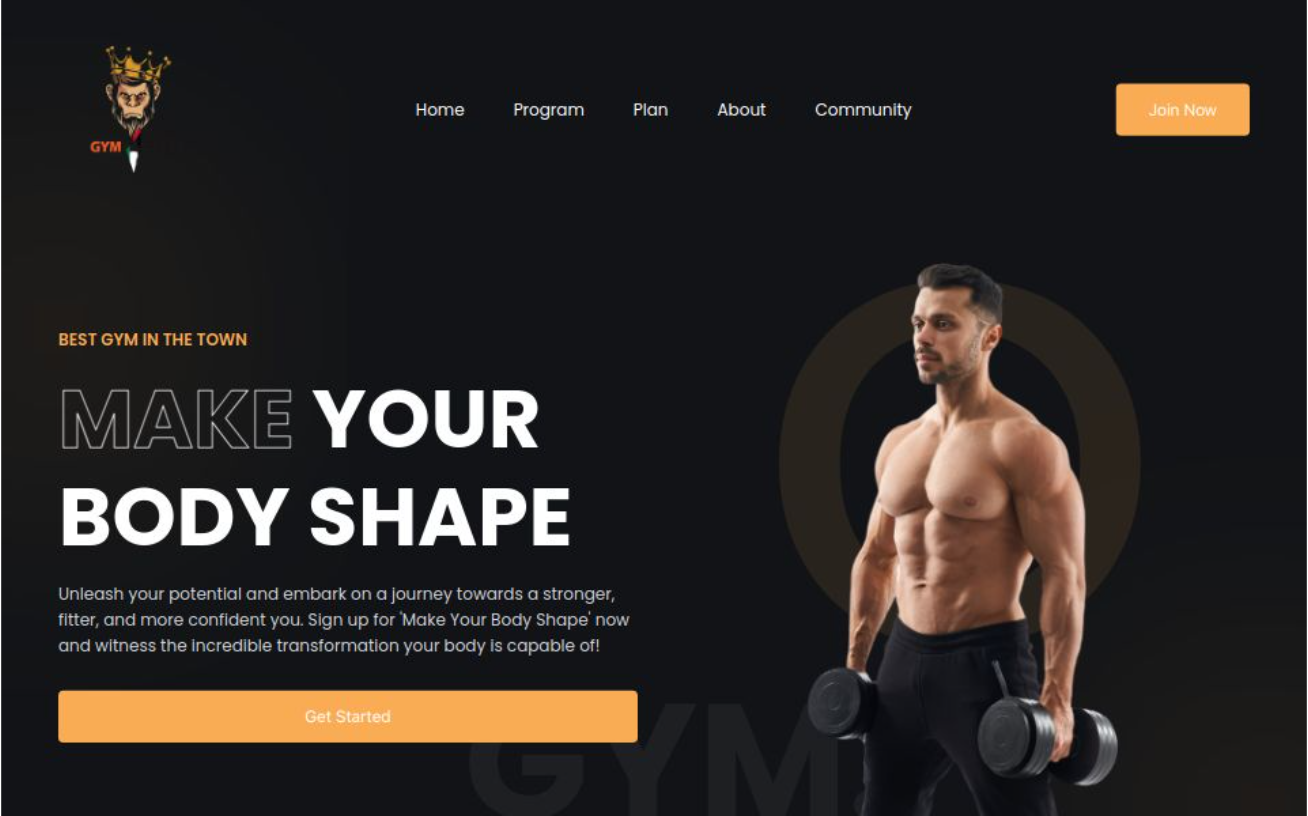 GYM
Home Program Plan About Community
Join Now
BEST GYM IN THE TOWN
MAKE YOUR
BODY SHAPE
Unleash your potential and embark on a journey towards a stronger,
fitter, and more confident you. Sign up for 'Make Your Body Shape' now
and witness the incredible transformation your body is capable of!
Get Started
GYM